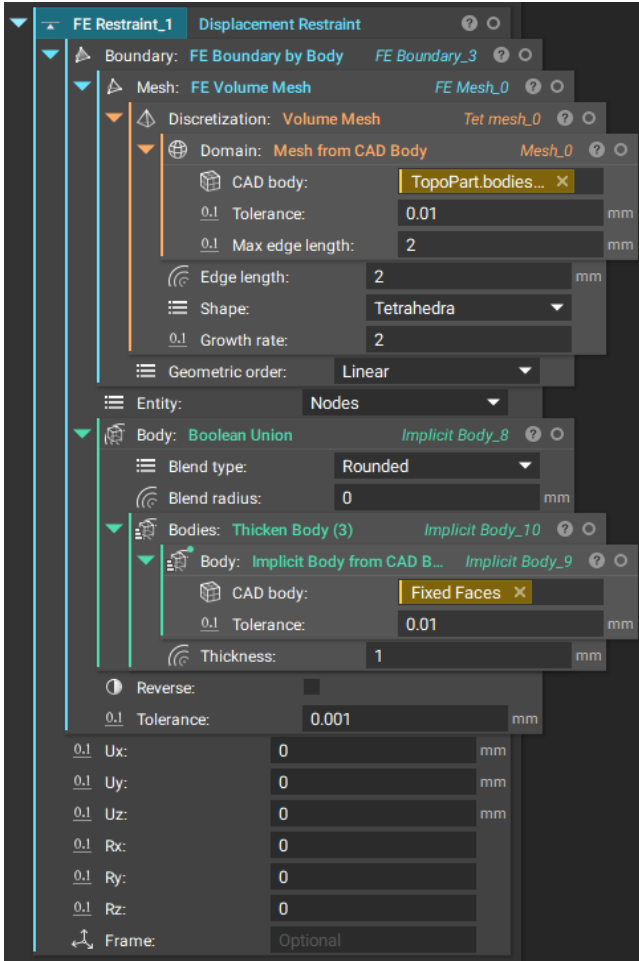 FE Restraint_1 Displacement Restraint ?
Boundary: FE Boundary by Body FE Boundary_3 ?
Mesh: FE Volume Mesh FE Mesh_0 ?
Discretization: Volume Mesh Tet mesh_0 ?
Domain: Mesh from CAD Body Mesh_0 ?
CAD body: TopoPart.bodies... ×
0.1 Tolerance: 0.01 mm
0.1 Max edge length: 2 mm
Edge length: 2 mm
Shape: Tetrahedra
0.1 Growth rate: 2
Geometric order: Linear
Entity: Nodes
Body: Boolean Union Implicit Body_8 ?
Blend type: Rounded
Blend radius: 0 mm
Bodies: Thicken Body (3) Implicit Body_10 ?
Body: Implicit Body from CAD B... Implicit Body_9 ?
CAD body: Fixed Faces ×
0.1 Tolerance: 0.01 mm
Thickness: 1 mm
Reverse:
0.1 Tolerance: 0.001 mm
0.1 Ux: 0 mm
0.1 Uy: 0 mm
0.1 Uz: 0 mm
0.1 Rx: 0
0.1 Ry: 0
0.1 Rz: 0
Frame: Optional